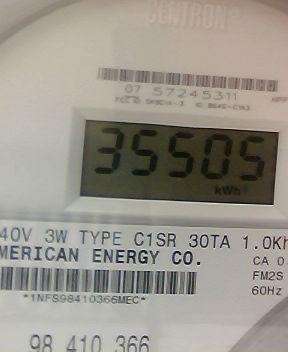 CENTRON®
07 57245311
35505
kWh
40V 3W TYPE C1SR 30TA 1.0Kh
MERICAN ENERGY CO.
CA 0.
FM2S
60Hz
*1NFS98410366MEC*
98 410 366